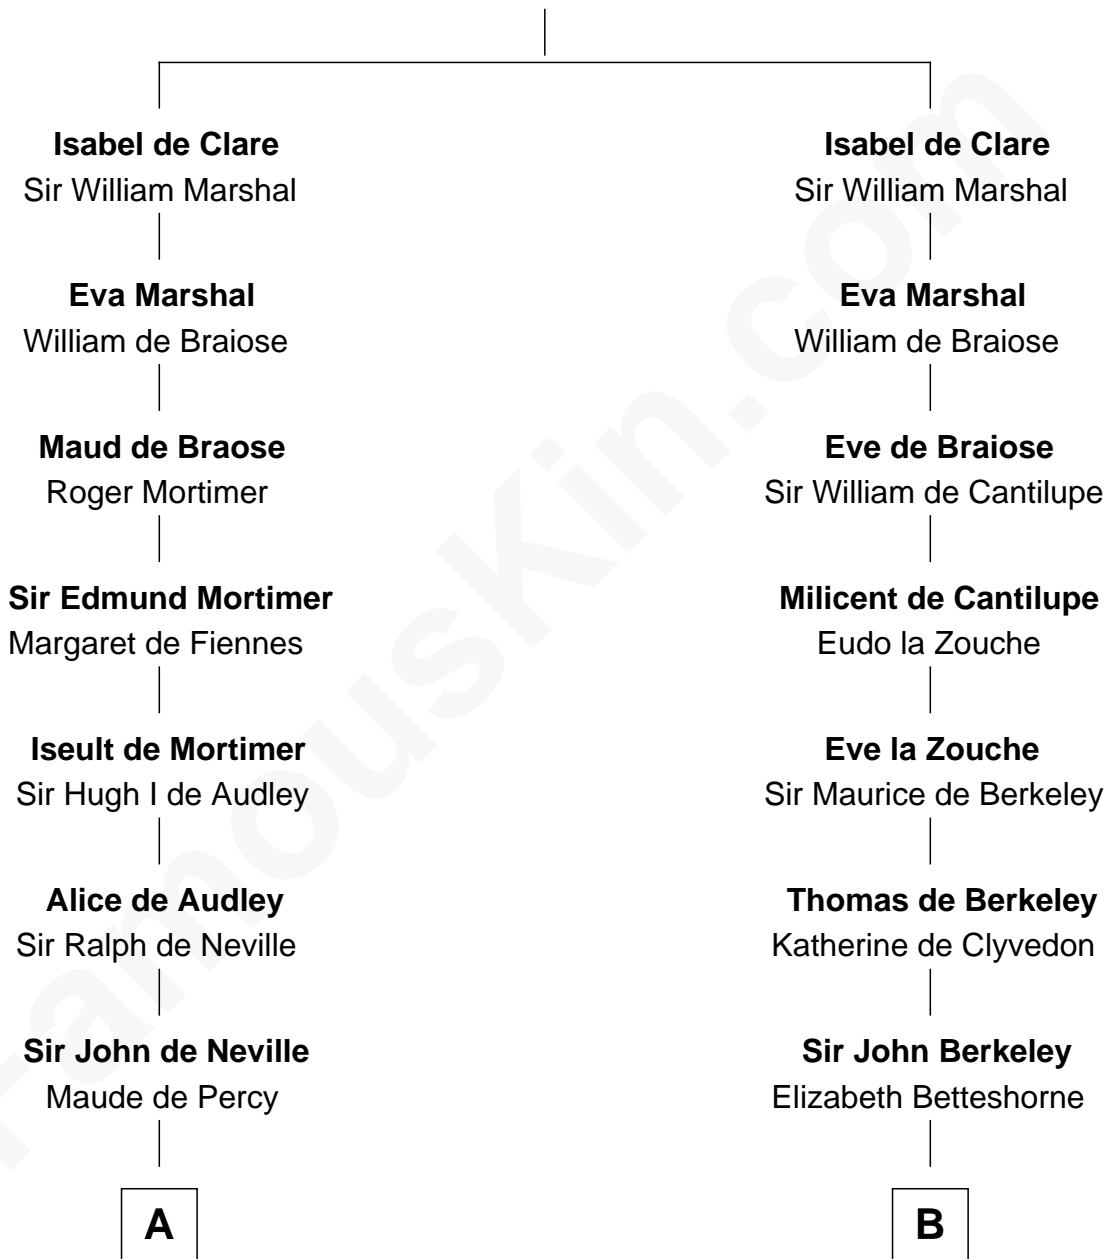 Isabel de Clare
Sir William Marshal
Eva Marshal
William de Braiose
Maud de Braose
Roger Mortimer
Sir Edmund Mortimer
Margaret de Fiennes
Iseult de Mortimer
Sir Hugh I de Audley
Alice de Audley
Sir Ralph de Neville
Sir John de Neville
Maude de Percy
A
Isabel de Clare
Sir William Marshal
Eva Marshal
William de Braiose
Eve de Braiose
Sir William de Cantilupe
Milicent de Cantilupe
Eudo la Zouche
Eve la Zouche
Sir Maurice de Berkeley
Thomas de Berkeley
Katherine de Clyvedon
Sir John Berkeley
Elizabeth Betteshorne
B
FamousKin.com